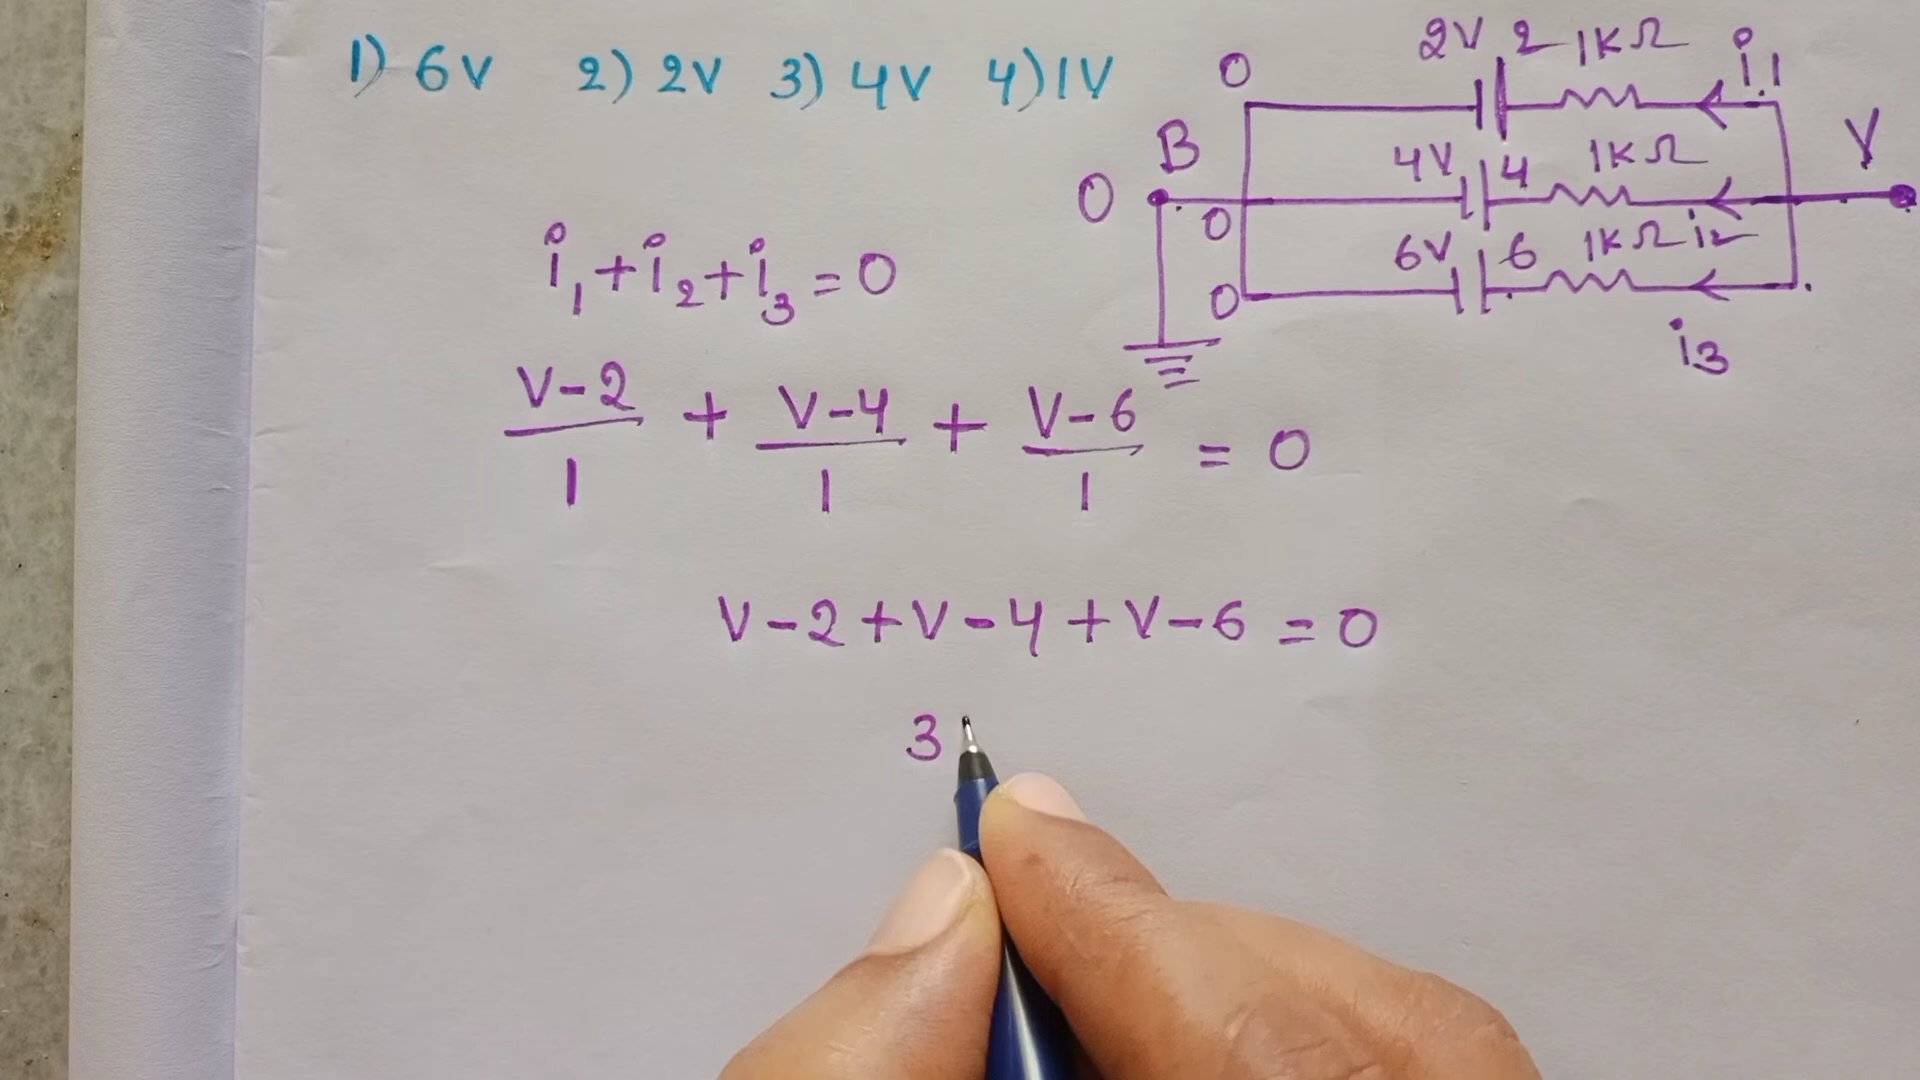 1) 6V 2) 2V 3) 4V 4) 1V
2V 2 1KΩ i1
0
B 4V 4 1KΩ V
0 0 i2
6V 6 1KΩ
0 i3
i1+i2+i3=0
V-2/1 + V-4/1 + V-6/1 = 0
V-2+V-4+V-6=0
3